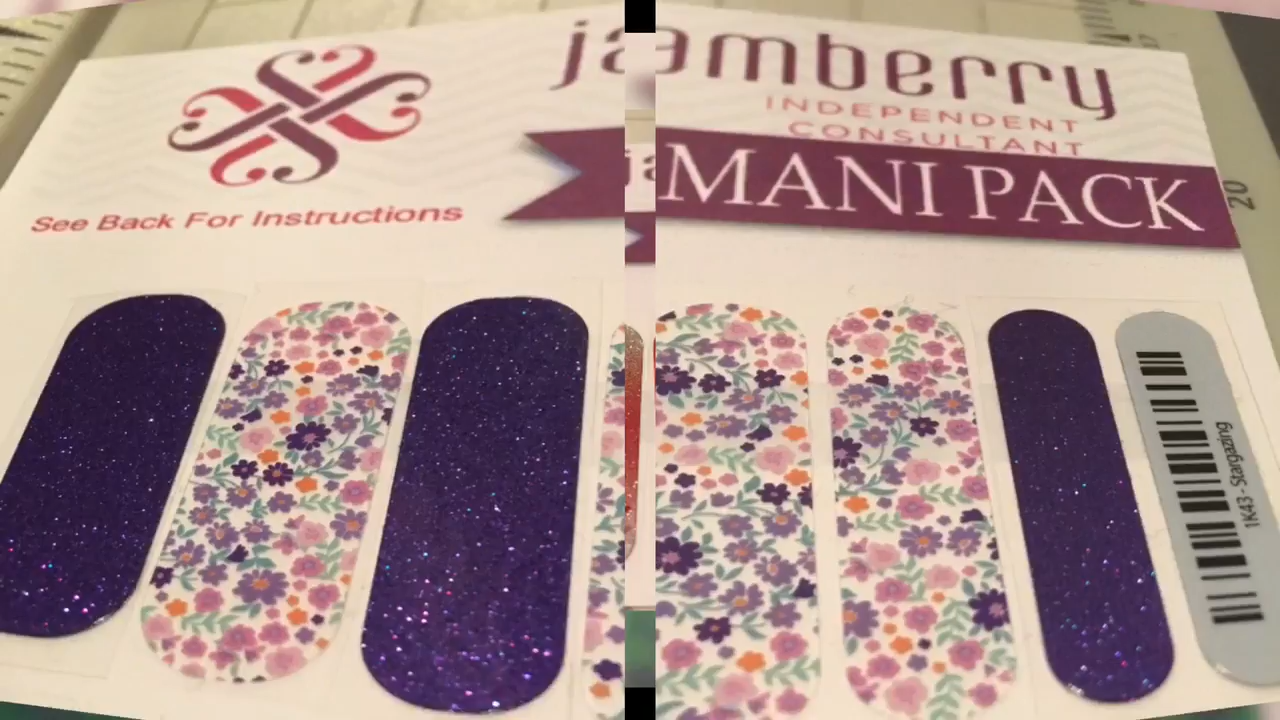 jamberry
INDEPENDENT
CONSULTANT
MANI PACK
See Back For Instructions
1K43 - Stargazing
20